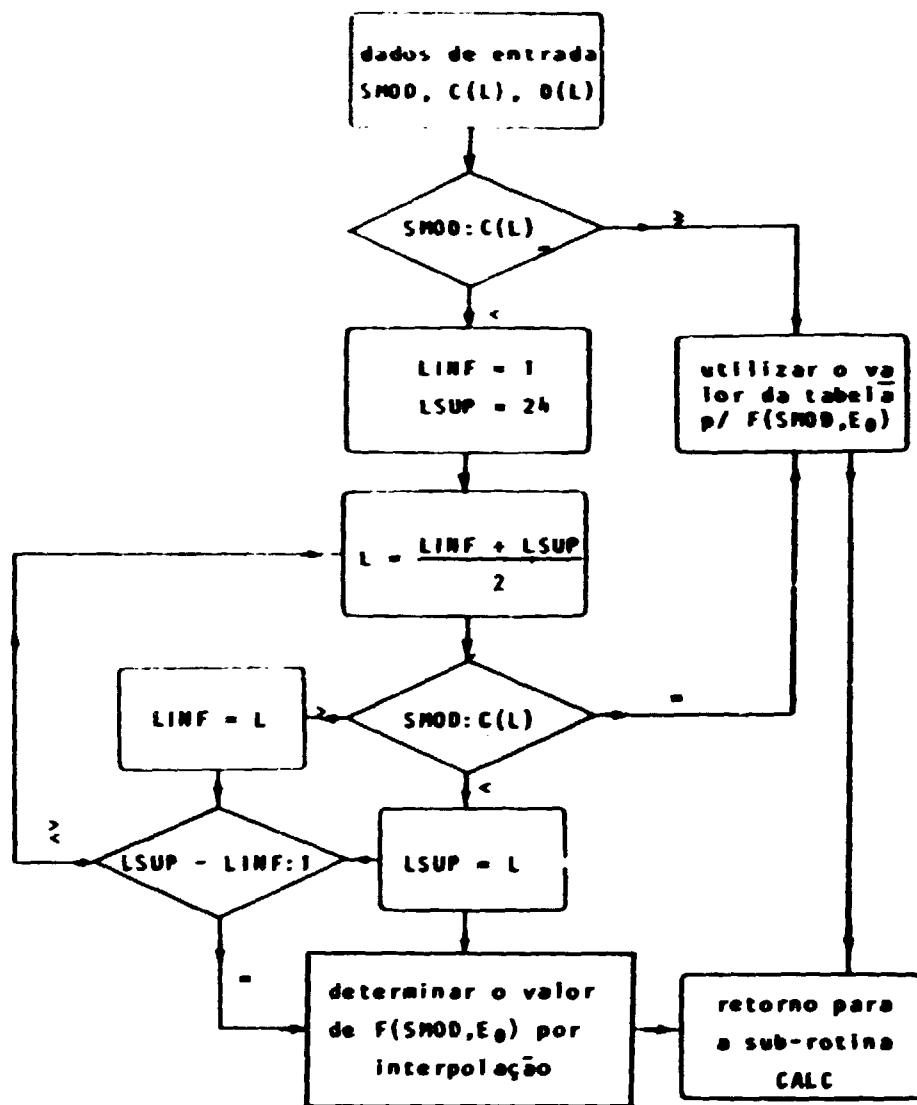 dados de entrada
SMOD, C(L), D(L)
SMOD:C(L)
≥
<
LINF = 1
LSUP = 24
utilizar o va
lor da tabela
p/ F(SMOD,E₀)
L = LINF + LSUP
2
LINF = L
>
SMOD:C(L)
=
<
<>
LSUP - LINF:1
LSUP = L
=
determinar o valor
de F(SMOD,E₀) por
interpolação
retorno para
a sub-rotina
CALC